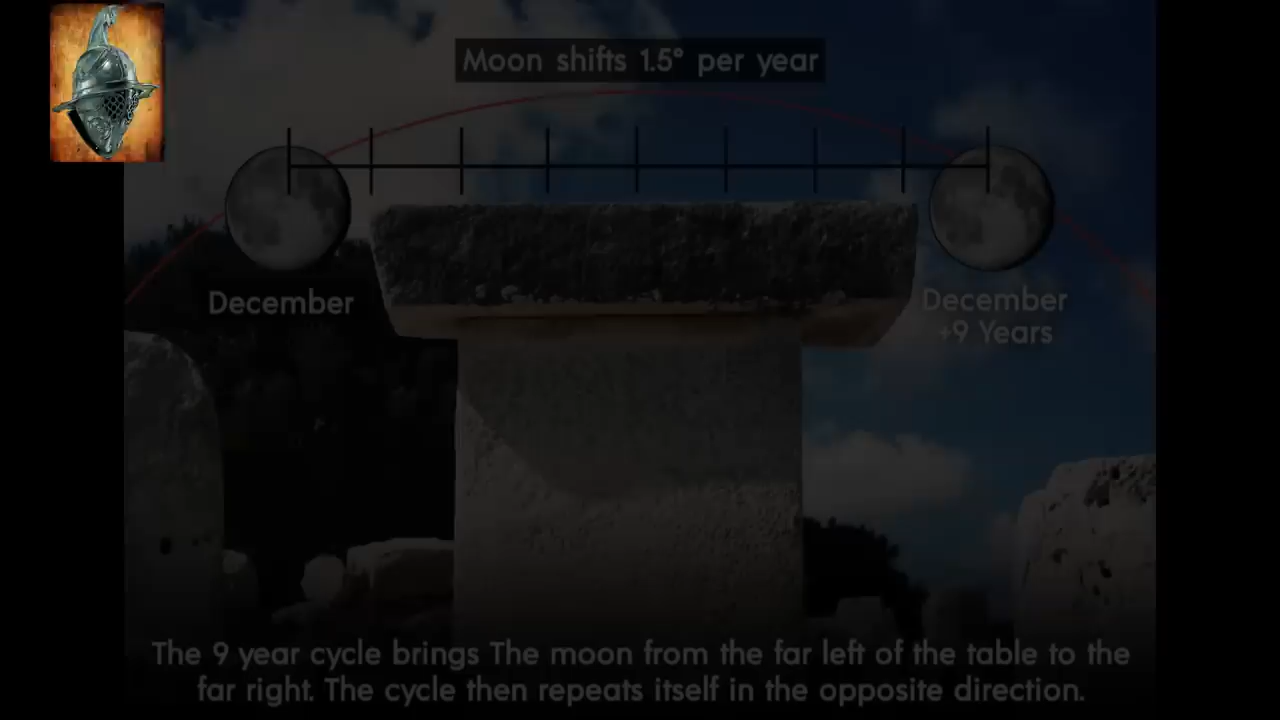 Moon shifts 1.5° per year
December
December
+9 Years
The 9 year cycle brings The moon from the far left of the table to the
far right. The cycle then repeats itself in the opposite direction.